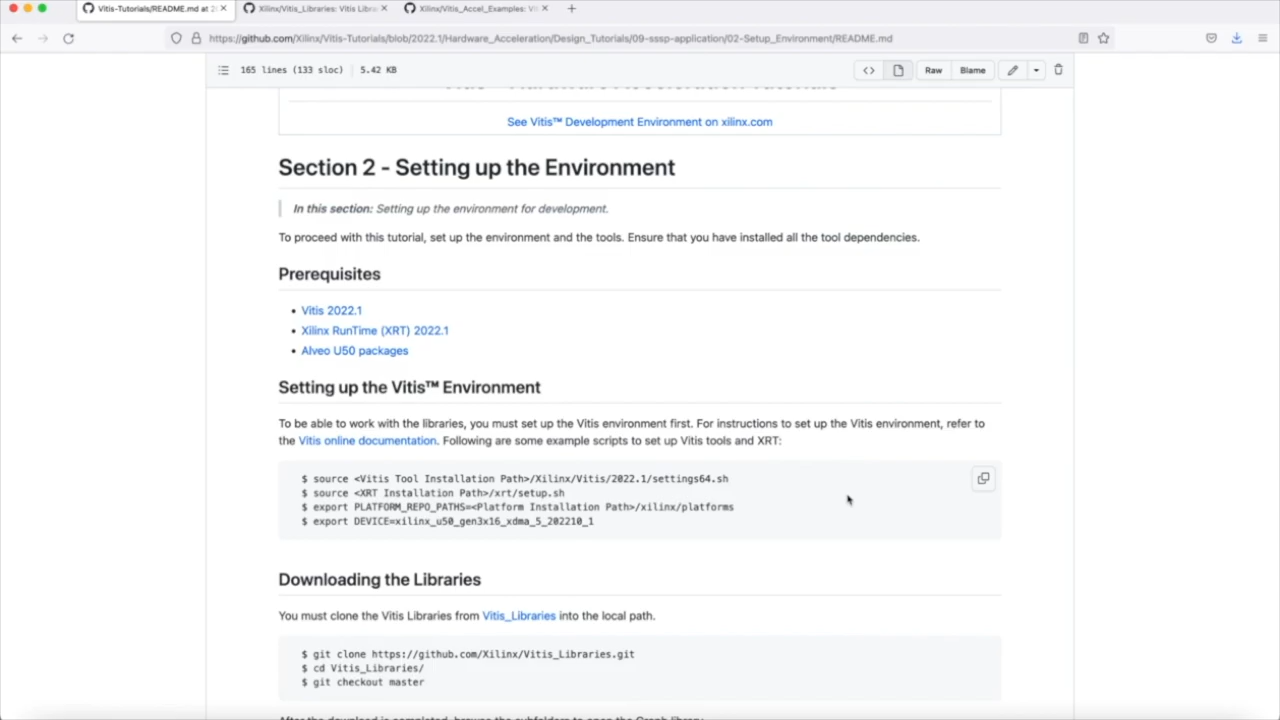 Vitis-Tutorials/README.md at 2
Xilinx/Vitis_Libraries: Vitis Libra
Xilinx/Vitis_Accel_Examples: Vi
https://github.com/Xilinx/Vitis-Tutorials/blob/2022.1/Hardware_Acceleration/Design_Tutorials/09-sssp-application/02-Setup_Environment/README.md
165 lines (133 sloc) 5.42 KB
Raw
Blame
See Vitis™ Development Environment on xilinx.com
Section 2 - Setting up the Environment
In this section: Setting up the environment for development.
To proceed with this tutorial, set up the environment and the tools. Ensure that you have installed all the tool dependencies.
Prerequisites
• Vitis 2022.1
• Xilinx RunTime (XRT) 2022.1
• Alveo U50 packages
Setting up the Vitis™ Environment
To be able to work with the libraries, you must set up the Vitis environment first. For instructions to set up the Vitis environment, refer to
the Vitis online documentation. Following are some example scripts to set up Vitis tools and XRT:
$ source <Vitis Tool Installation Path>/Xilinx/Vitis/2022.1/settings64.sh
$ source <XRT Installation Path>/xrt/setup.sh
$ export PLATFORM_REPO_PATHS=<Platform Installation Path>/xilinx/platforms
$ export DEVICE=xilinx_u50_gen3x16_xdma_5_202210_1
Downloading the Libraries
You must clone the Vitis Libraries from Vitis_Libraries into the local path.
$ git clone https://github.com/Xilinx/Vitis_Libraries.git
$ cd Vitis_Libraries/
$ git checkout master